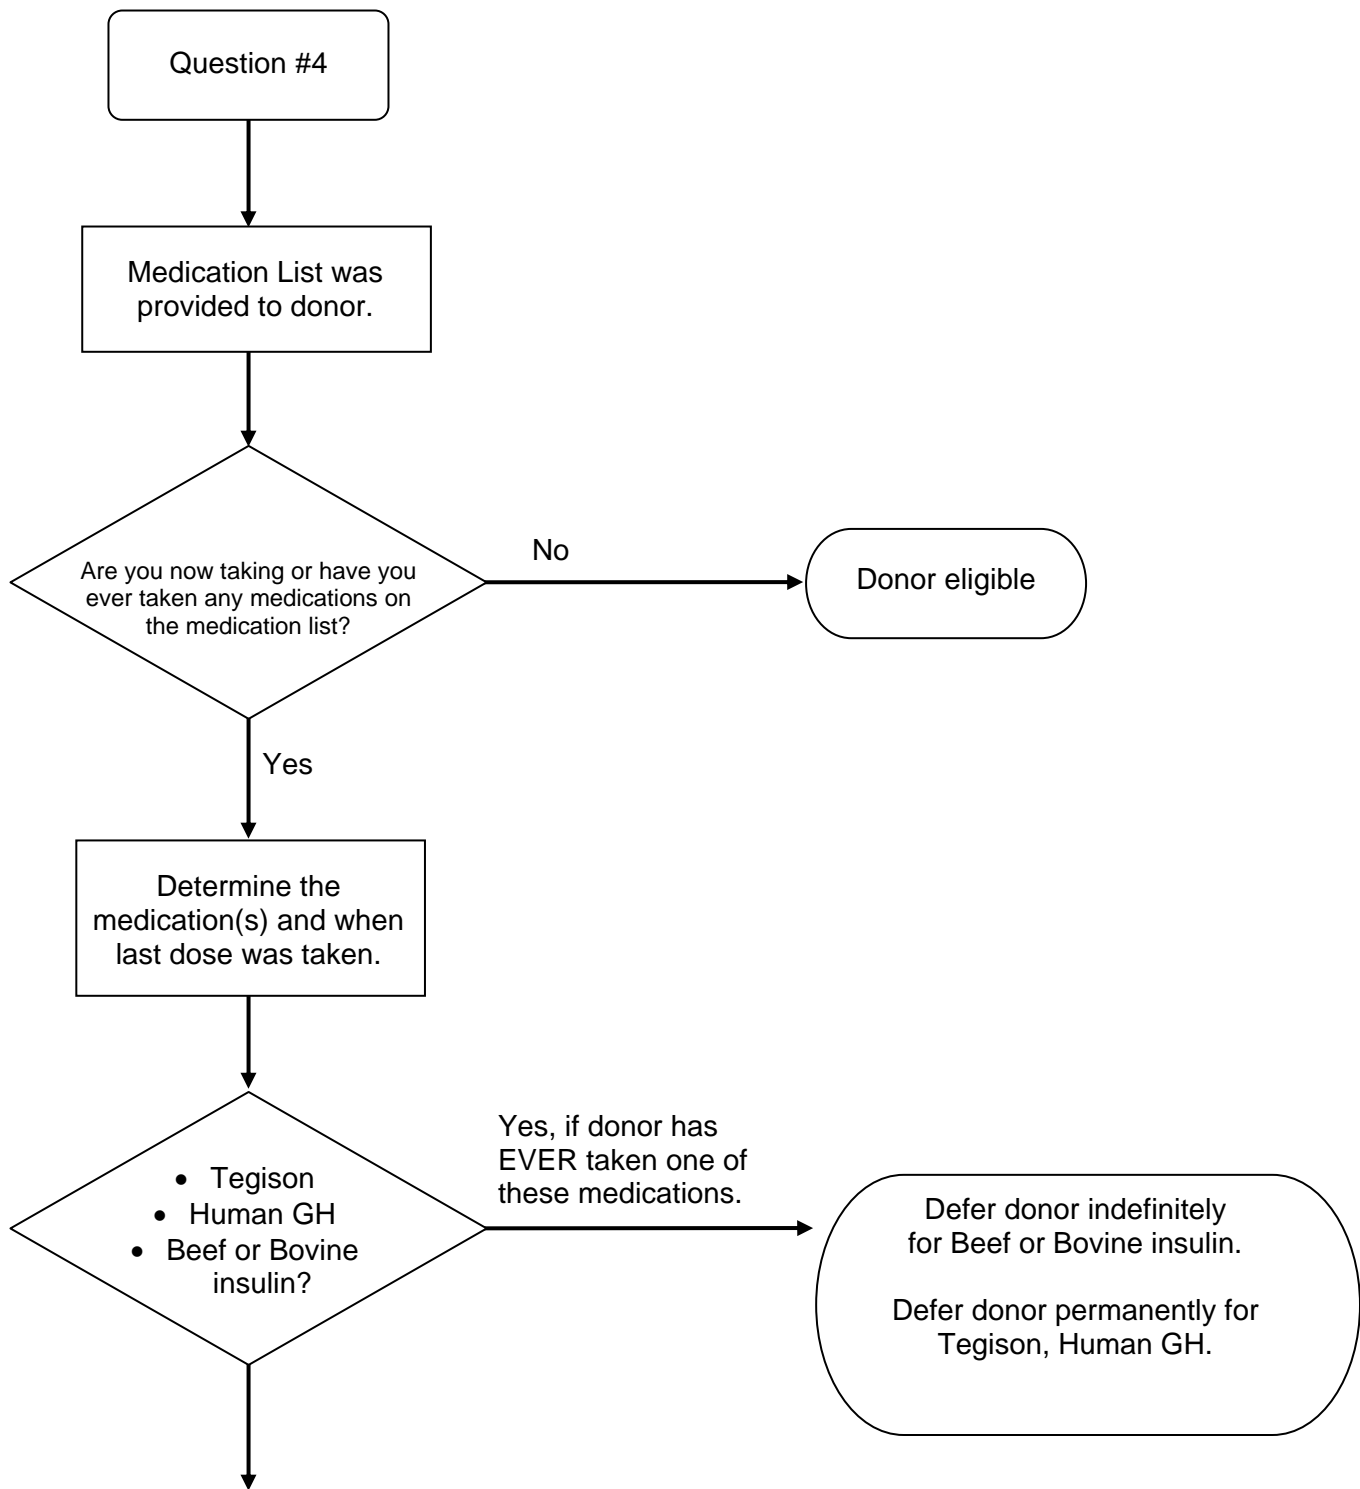 Question #4
Medication List was
provided to donor.
Are you now taking or have you
ever taken any medications on
the medication list?
No
Donor eligible
Yes
Determine the
medication(s) and when
last dose was taken.
• Tegison
• Human GH
• Beef or Bovine
insulin?
Yes, if donor has
EVER taken one of
these medications.
Defer donor indefinitely
for Beef or Bovine insulin.
Defer donor permanently for
Tegison, Human GH.